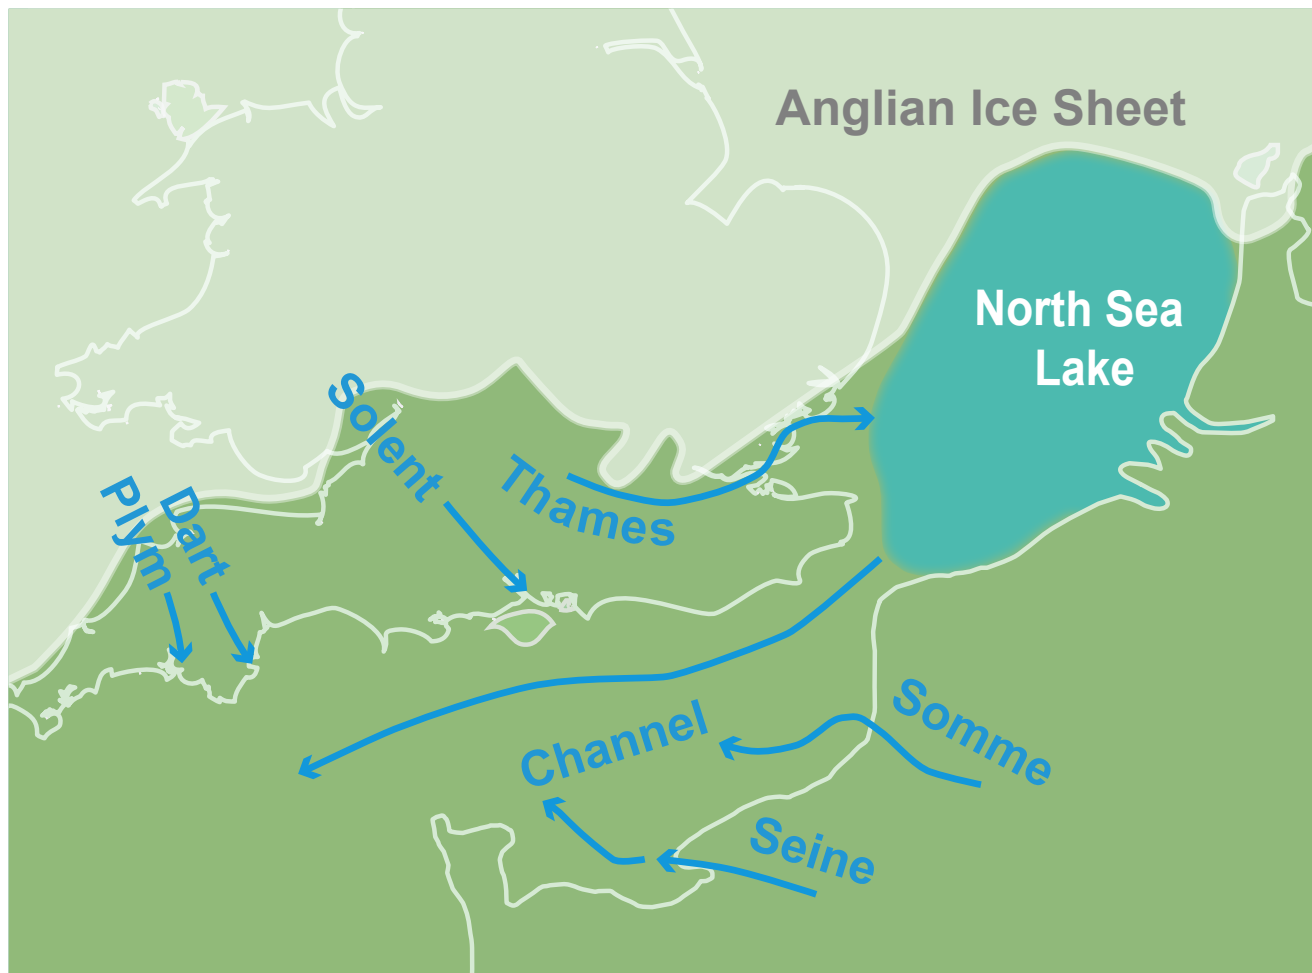 Anglian Ice Sheet
North Sea
Lake
Solent
Thames
Plym
Dart
Somme
Channel
Seine